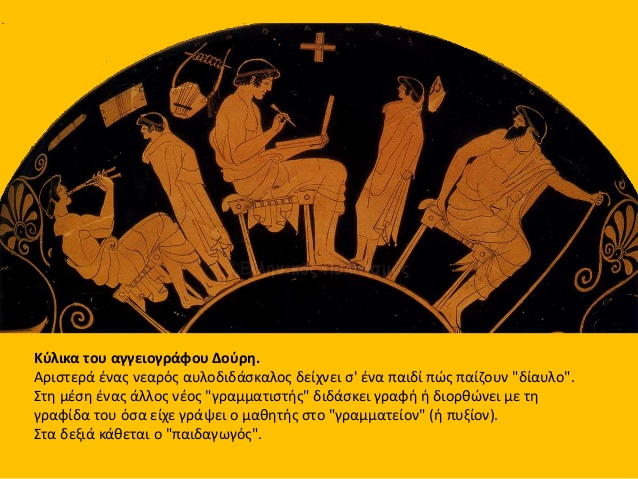 Κύλικα του αγγειογράφου Δούρη.
Αριστερά ένας νεαρός αυλοδιδάσκαλος δείχνει σ' ένα παιδί πώς παίζουν "δίαυλο".
Στη μέση ένας άλλος νέος "γραμματιστής" διδάσκει γραφή ή διορθώνει με τη
γραφίδα του όσα είχε γράψει ο μαθητής στο "γραμματείον" (ή πυξίον).
Στα δεξιά κάθεται ο "παιδαγωγός".